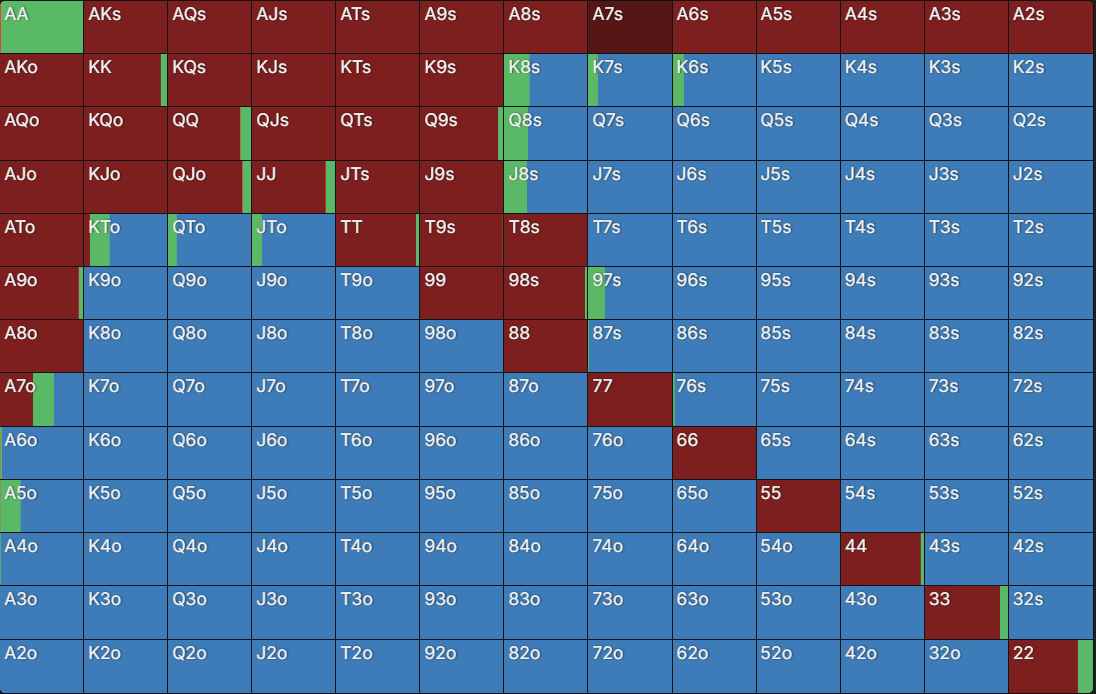 AA AKs AQs AJs ATs A9s A8s A7s A6s A5s A4s A3s A2s
AKo KK KQs KJs KTs K9s K8s K7s K6s K5s K4s K3s K2s
AQo KQo QQ QJs QTs Q9s Q8s Q7s Q6s Q5s Q4s Q3s Q2s
AJo KJo QJo JJ JTs J9s J8s J7s J6s J5s J4s J3s J2s
ATo KTo QTo JTo TT T9s T8s T7s T6s T5s T4s T3s T2s
A9o K9o Q9o J9o T9o 99 98s 97s 96s 95s 94s 93s 92s
A8o K8o Q8o J8o T8o 98o 88 87s 86s 85s 84s 83s 82s
A7o K7o Q7o J7o T7o 97o 87o 77 76s 75s 74s 73s 72s
A6o K6o Q6o J6o T6o 96o 86o 76o 66 65s 64s 63s 62s
A5o K5o Q5o J5o T5o 95o 85o 75o 65o 55 54s 53s 52s
A4o K4o Q4o J4o T4o 94o 84o 74o 64o 54o 44 43s 42s
A3o K3o Q3o J3o T3o 93o 83o 73o 63o 53o 43o 33 32s
A2o K2o Q2o J2o T2o 92o 82o 72o 62o 52o 42o 32o 22